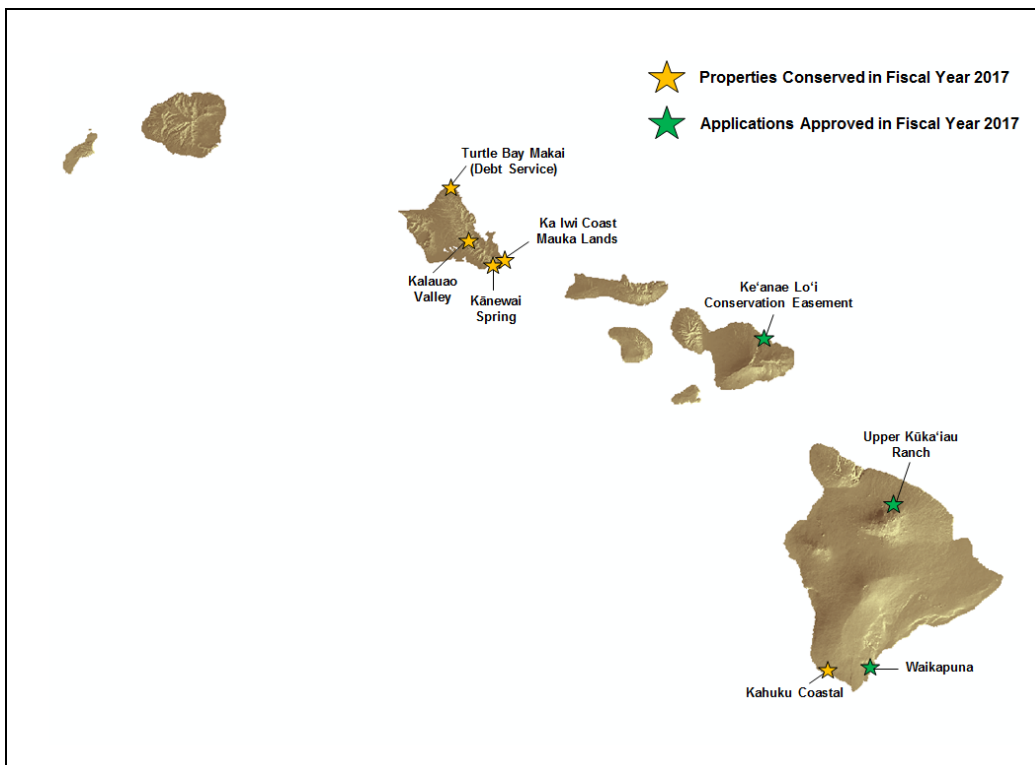 Properties Conserved in Fiscal Year 2017
Applications Approved in Fiscal Year 2017
Turtle Bay Makai
(Debt Service)
Ka Iwi Coast
Mauka Lands
Kalauao
Valley
Kānewai
Spring
Ke‘anae Lo‘i
Conservation Easement
Upper Kūka‘iau
Ranch
Waikapuna
Kahuku Coastal